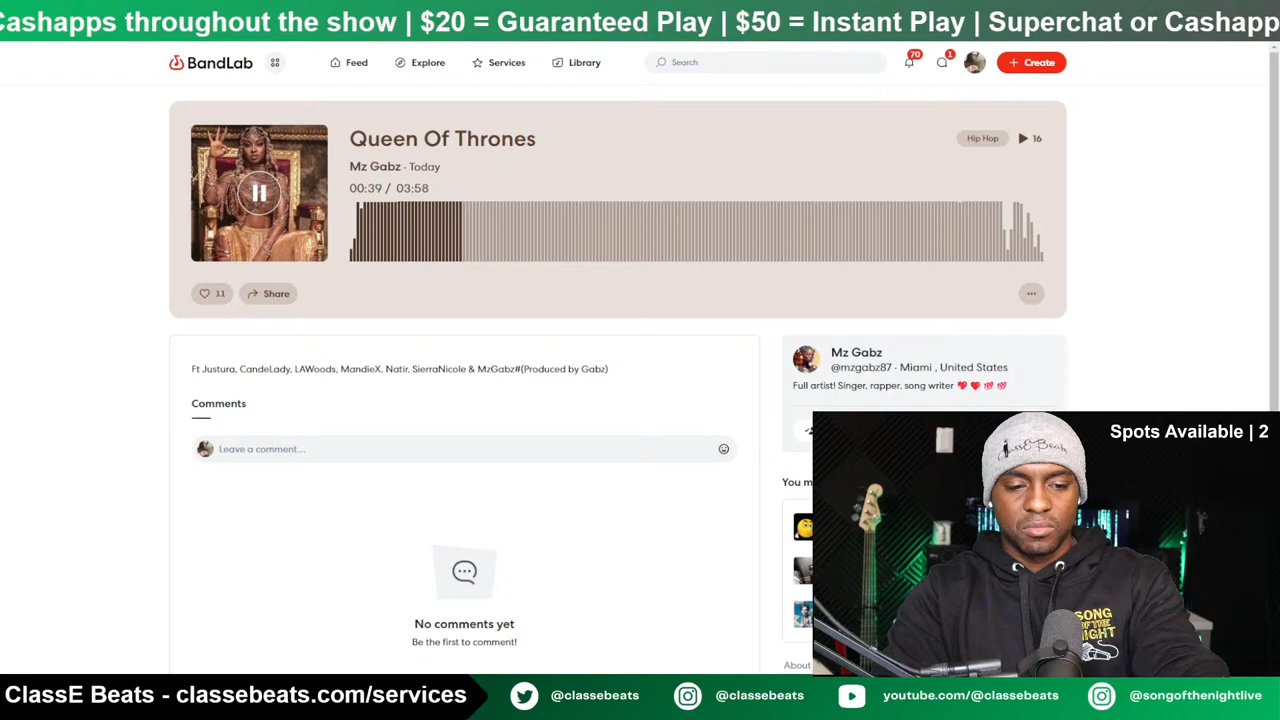 Cashapps throughout the show | $20 = Guaranteed Play | $50 = Instant Play | Superchat or Cashapp
BandLab
Feed
Explore
Services
Library
Search
70
1
+ Create
Queen Of Thrones
Hip Hop
16
Mz Gabz · Today
00:39 / 03:58
11
Share
Ft Justura, CandeLady, LAWoods, MandieX, Natir, SierraNicole & MzGabz#(Produced by Gabz)
Comments
Leave a comment...
No comments yet
Be the first to comment!
Mz Gabz
@mzgabz87 · Miami , United States
Full artist! Singer, rapper, song writer
You m
About
Spots Available | 2
ClassE Beats
SONG
OF THE
NIGHT
ClassE Beats - classebeats.com/services
@classebeats
@classebeats
youtube.com/@classebeats
@songofthenightlive